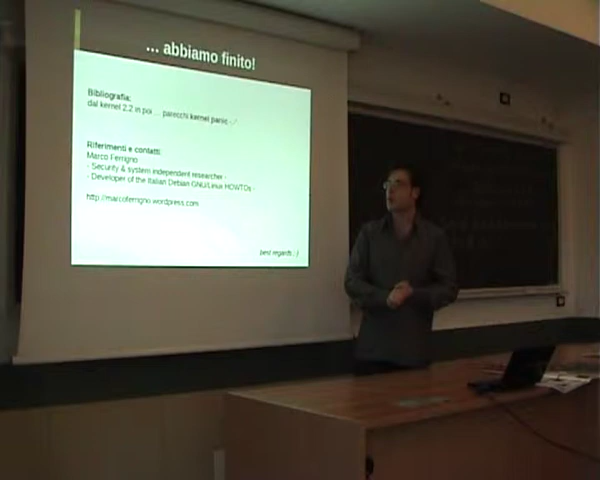 ... abbiamo finito!
Bibliografia:
dal kernel 2.2 in poi ... parecchi kernel panic -.-'
Riferimenti e contatti:
Marco Ferrigno
- Security & system independent researcher -
- Developer of the Italian Debian GNU/Linux HOWTOs -
http://marcoferrigno.wordpress.com
best regards :-)